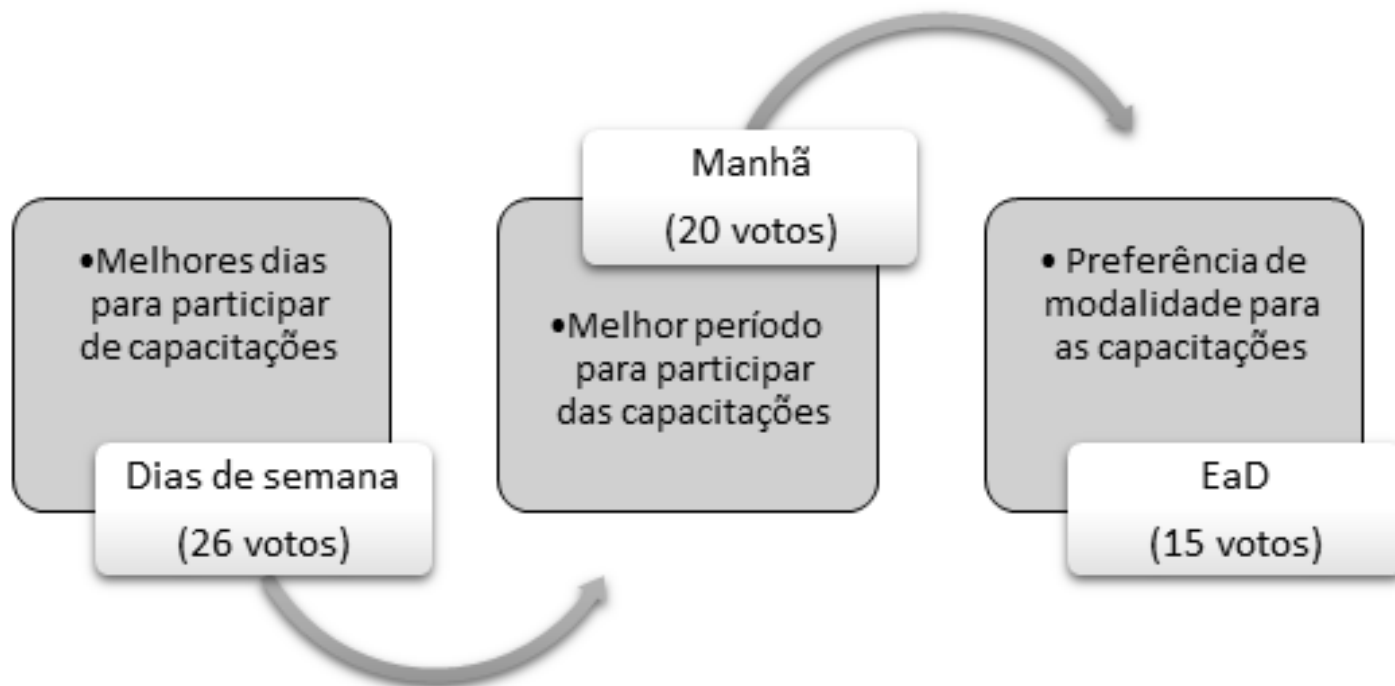 •Melhores dias
para participar
de capacitações
Dias de semana
(26 votos)
Manhã
(20 votos)
•Melhor período
para participar
das capacitações
• Preferência de
modalidade para
as capacitações
EaD
(15 votos)